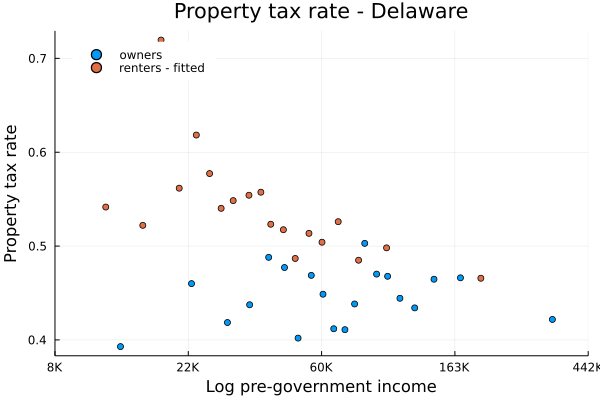 Property tax rate - Delaware
owners
renters - fitted
Property tax rate
0.7
0.6
0.5
0.4
8K
22K
60K
163K
442K
Log pre-government income